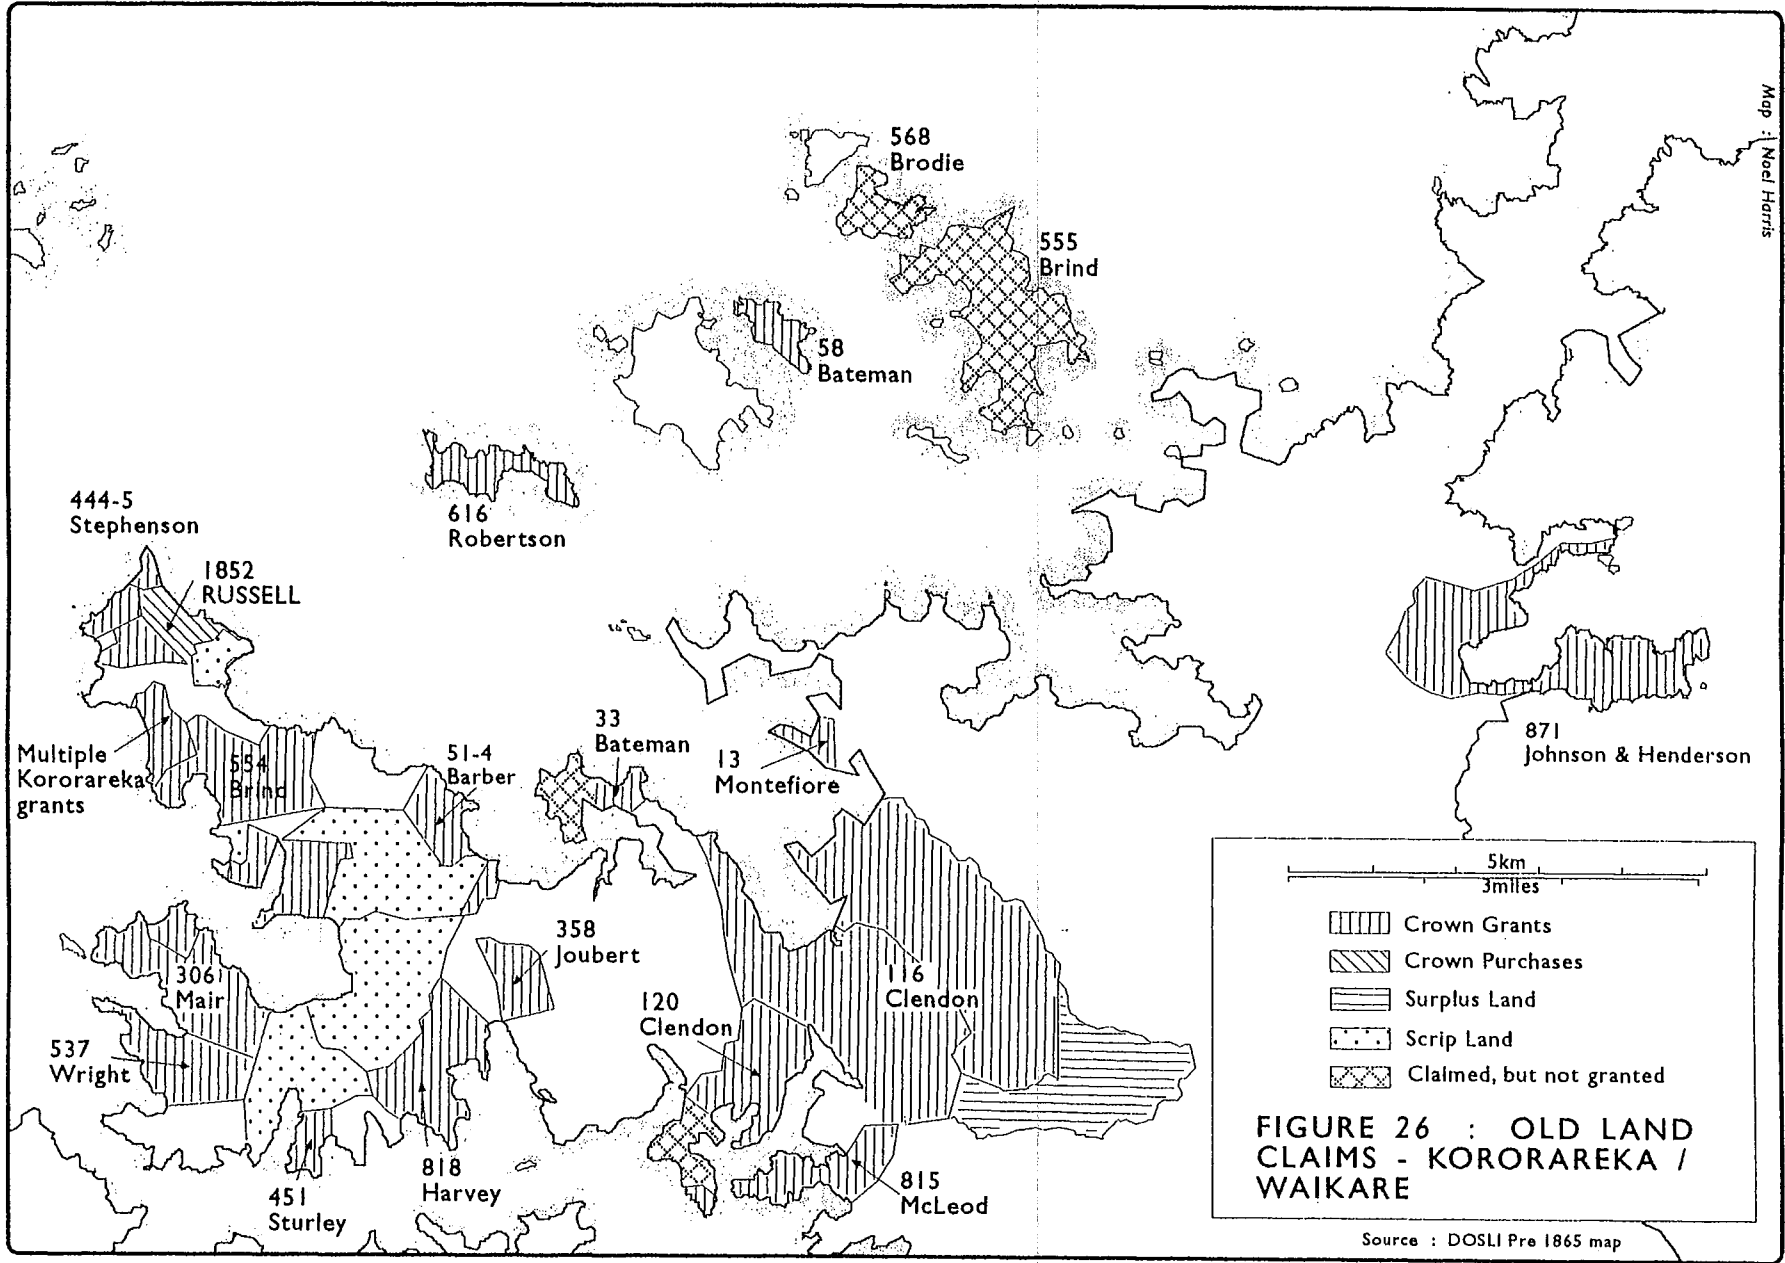 Map : Noel Harris
568
Brodie
555
Brind
58
Bateman
616
Robertson
444-5
Stephenson
1852
RUSSELL
Multiple
Kororareka
grants
554
Brind
51-4
Barber
33
Bateman
13
Montefiore
871
Johnson & Henderson
358
Joubert
306
Mair
537
Wright
120
Clendon
116
Clendon
451
Sturley
818
Harvey
815
McLeod
5km
3miles
Crown Grants
Crown Purchases
Surplus Land
Scrip Land
Claimed, but not granted
FIGURE 26 : OLD LAND
CLAIMS - KORORAREKA /
WAIKARE
Source : DOSLI Pre 1865 map